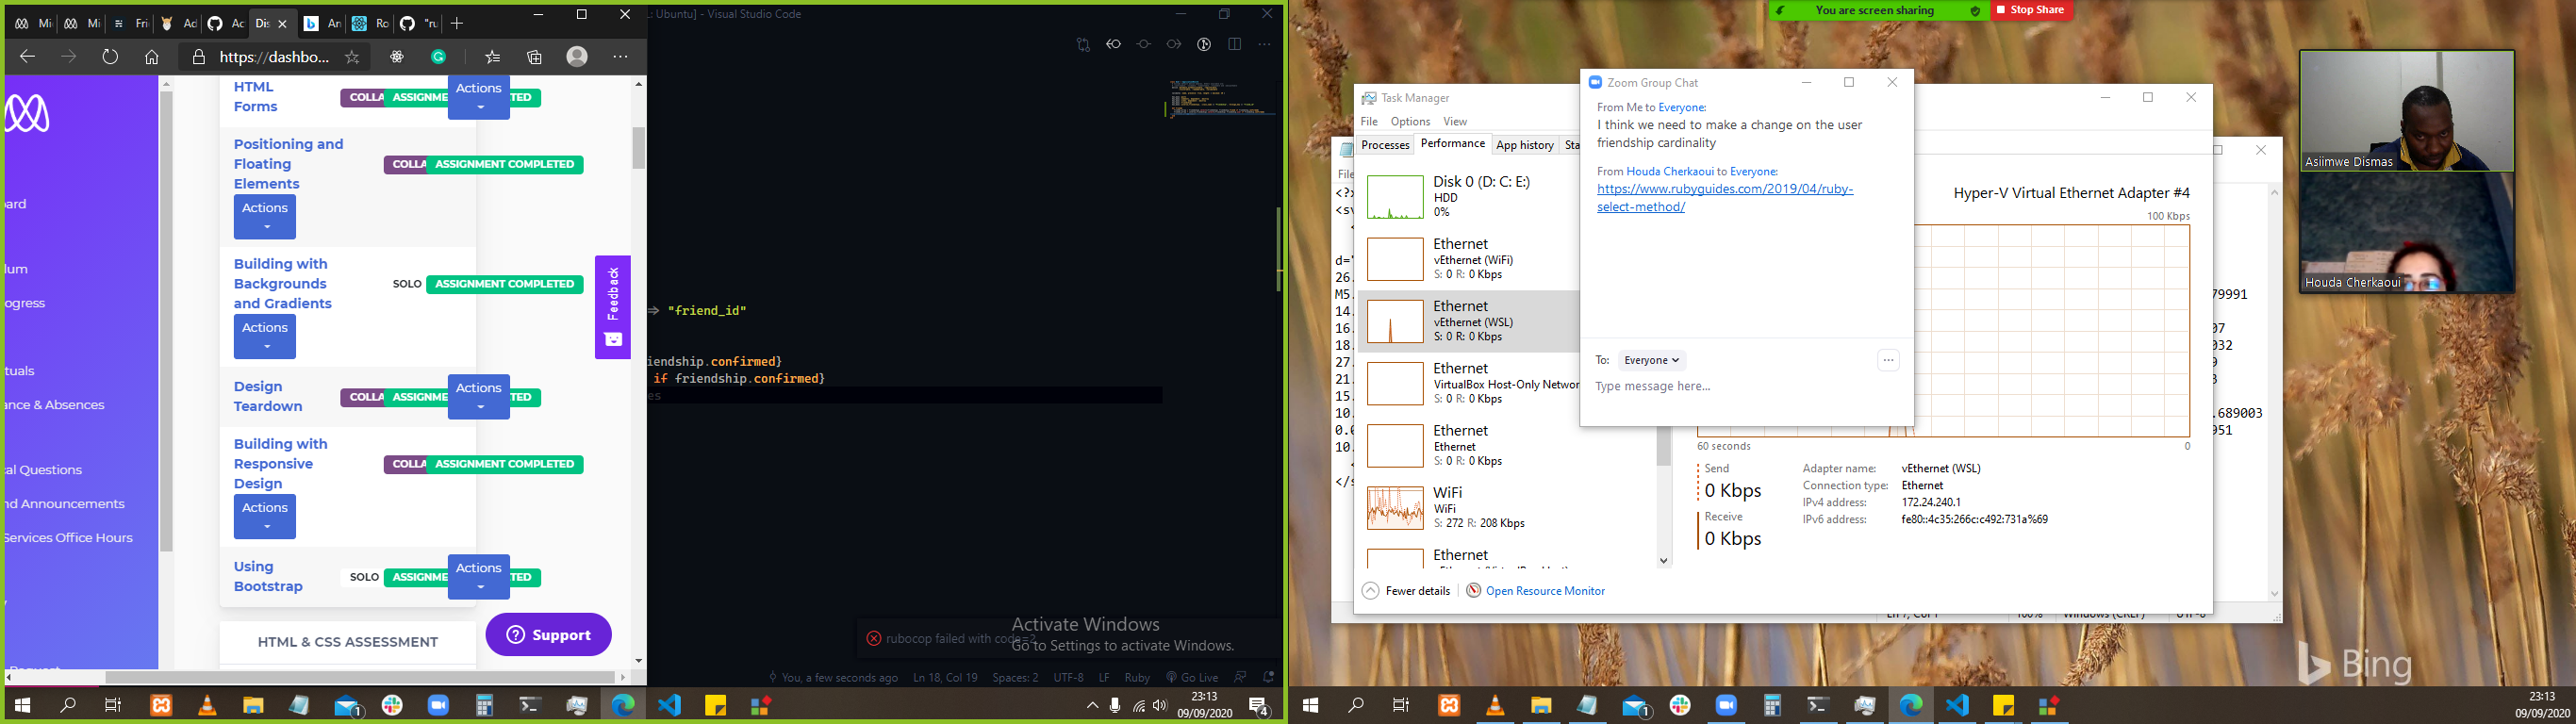 https://dashbo...
HTML
Forms
COLLA
ASSIGNM
TED
Actions
Positioning and
Floating
Elements
COLLA
ASSIGNMENT COMPLETED
Actions
Building with
Backgrounds
and Gradients
SOLO
ASSIGNMENT COMPLETED
Actions
Design
Teardown
COLLA
ASSIGNME
TED
Actions
Building with
Responsive
Design
COLLA
ASSIGNMENT COMPLETED
Actions
Using
Bootstrap
SOLO
ASSIGNME
TED
Actions
HTML & CSS ASSESSMENT
Support
Feedback
ard
lum
ogress
tuals
ance & Absences
al Questions
nd Announcements
Services Office Hours
L: Ubuntu] - Visual Studio Code
=> "friend_id"
iendship.confirmed}
if friendship.confirmed}
es
rubocop failed with code=2
Activate Windows
Go to Settings to activate Windows.
You, a few seconds ago
Ln 18, Col 19
Spaces: 2
UTF-8
LF
Ruby
Go Live
23:13
09/09/2020
You are screen sharing
Stop Share
Task Manager
File Options View
Processes
Performance
App history
Sta
Disk 0 (D: C: E:)
HDD
0%
Ethernet
vEthernet (WiFi)
S: 0 R: 0 Kbps
Ethernet
vEthernet (WSL)
S: 0 R: 0 Kbps
Ethernet
VirtualBox Host-Only Networ
S: 0 R: 0 Kbps
Ethernet
Ethernet
S: 0 R: 0 Kbps
WiFi
WiFi
S: 272 R: 208 Kbps
Ethernet
Fewer details
Open Resource Monitor
Zoom Group Chat
From Me to Everyone:
I think we need to make a change on the user
friendship cardinality
From Houda Cherkaoui to Everyone:
https://www.rubyguides.com/2019/04/ruby-
select-method/
To: Everyone
Type message here...
Hyper-V Virtual Ethernet Adapter #4
100 Kbps
60 seconds
0
Send
0 Kbps
Receive
0 Kbps
Adapter name: vEthernet (WSL)
Connection type: Ethernet
IPv4 address: 172.24.240.1
IPv6 address: fe80::4c35:266c:c492:731a%69
Asiimwe Dismas
Houda Cherkaoui
Bing
23:13
09/09/2020